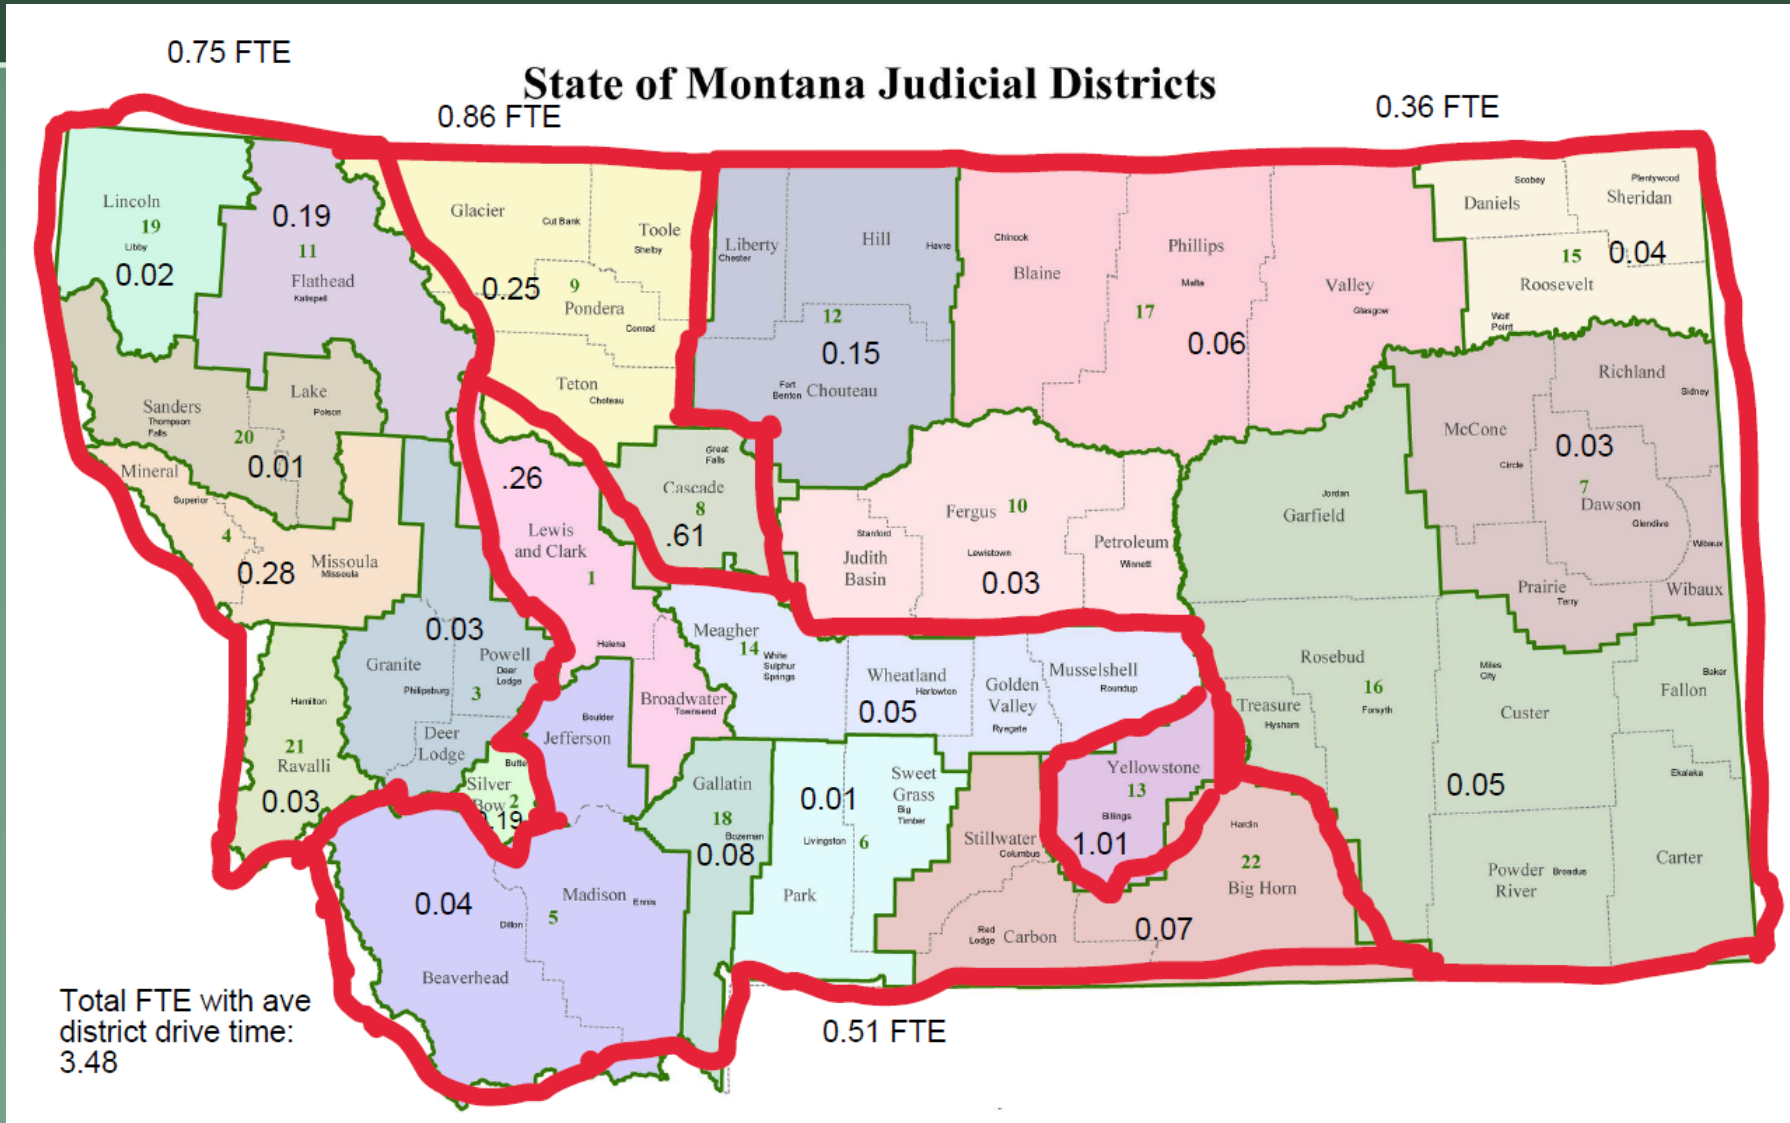 0.75 FTE
State of Montana Judicial Districts
0.86 FTE
0.36 FTE
Lincoln
19
Libby
0.02
0.19
11
Flathead
Kalispell
Glacier
Cut Bank
Toole
Shelby
0.25
9
Pondera
Conrad
Teton
Choteau
Liberty
Chester
Hill
Havre
12
0.15
Fort
Benton
Chouteau
Chinook
Blaine
Phillips
Malta
17
0.06
Valley
Glasgow
Scobey
Daniels
Plentywood
Sheridan
15
0.04
Roosevelt
Wolf
Point
Richland
Sidney
McCone
Circle
0.03
7
Dawson
Glendive
Wibaux
Prairie
Terry
Wibaux
Sanders
Thompson
Falls
Lake
Polson
20
0.01
Mineral
Superior
4
0.28
Missoula
Missoula
.26
Lewis
and Clark
1
Helena
Great
Falls
Cascade
8
.61
Stanford
Judith
Basin
Fergus 10
Lewistown
0.03
Petroleum
Winnett
Jordan
Garfield
0.03
Granite
Philipsburg
Powell
Deer
Lodge
3
Deer
Lodge
Hamilton
21
Ravalli
0.03
Butte
Silver
Bow 2
0.19
Boulder
Jefferson
Broadwater
Townsend
Meagher
14
White
Sulphur
Springs
Wheatland
Harlowton
0.05
Golden
Valley
Ryegate
Musselshell
Roundup
Rosebud
16
Forsyth
Treasure
Hysham
Miles
City
Custer
0.05
Baker
Fallon
Ekalaka
Carter
Powder
River
Broadus
Gallatin
18
Bozeman
0.08
0.01
Livingston
6
Park
Sweet
Grass
Big
Timber
Stillwater
Columbus
Yellowstone
13
Billings
1.01
Hardin
22
Big Horn
0.07
Red
Lodge
Carbon
0.04
Dillon
Beaverhead
Madison
Ennis
5
Total FTE with ave
district drive time:
3.48
0.51 FTE